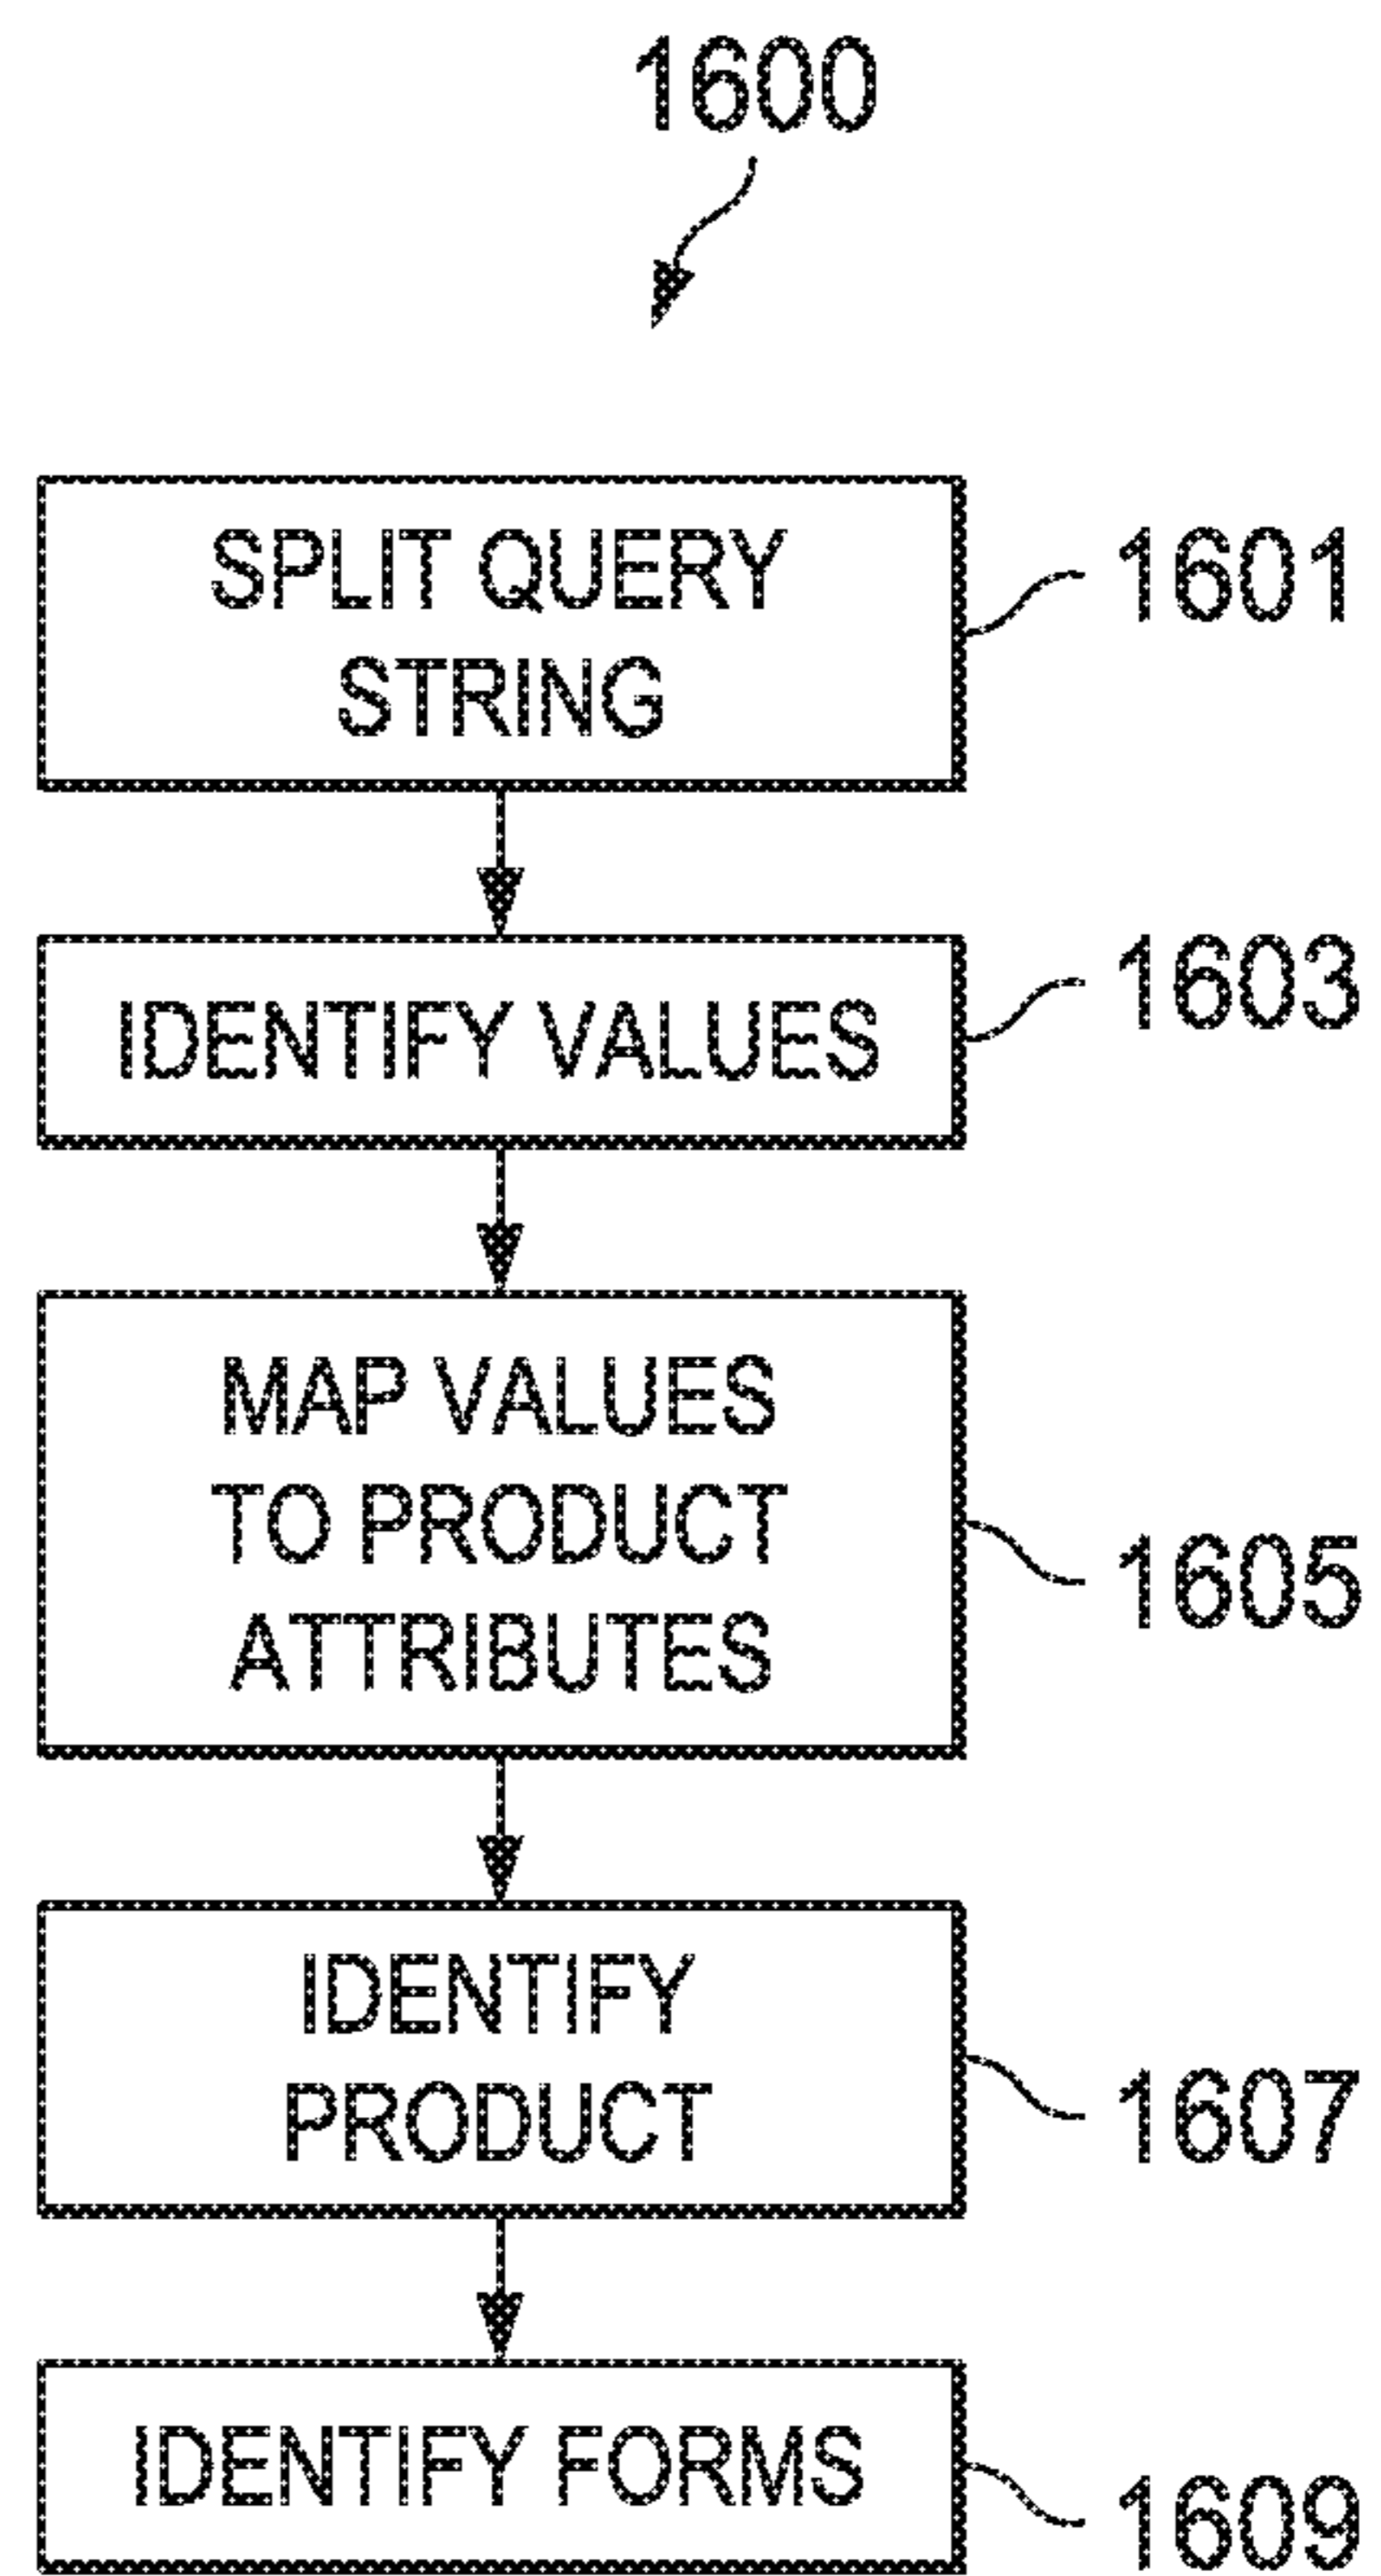 1600
SPLIT QUERY
STRING
1601
IDENTIFY VALUES
1603
MAP VALUES
TO PRODUCT
ATTRIBUTES
1605
IDENTIFY
PRODUCT
1607
IDENTIFY FORMS
1609